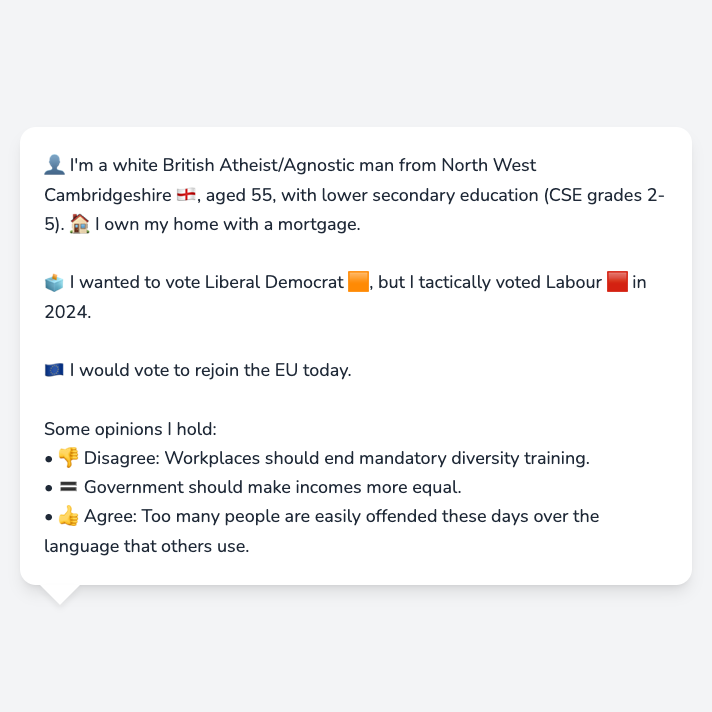 👤 I'm a white British Atheist/Agnostic man from North West
Cambridgeshire 🏴󠁧󠁢󠁥󠁮󠁧󠁿, aged 55, with lower secondary education (CSE grades 2-
5). 🏠 I own my home with a mortgage.
🗳️ I wanted to vote Liberal Democrat 🟧, but I tactically voted Labour 🟥 in
2024.
🇪🇺 I would vote to rejoin the EU today.
Some opinions I hold:
• 👎 Disagree: Workplaces should end mandatory diversity training.
• 🟰 Government should make incomes more equal.
• 👍 Agree: Too many people are easily offended these days over the
language that others use.